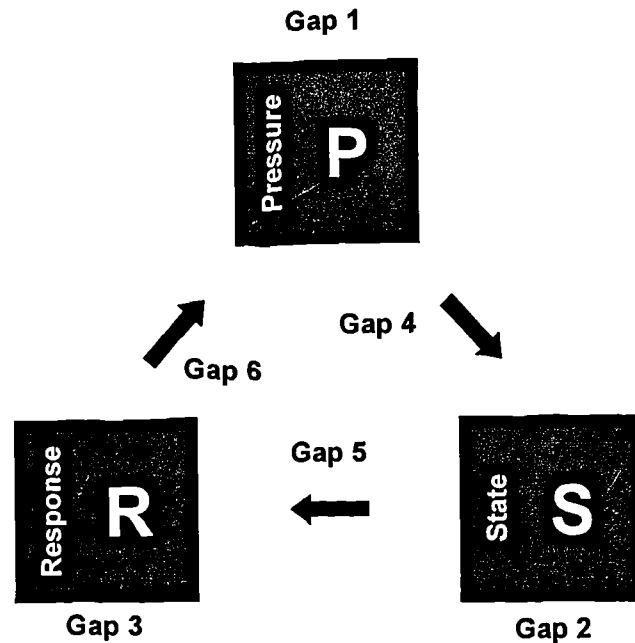 Gap 1
Pressure
P
Gap 4
Gap 6
Gap 5
Response
R
State
S
Gap 3
Gap 2